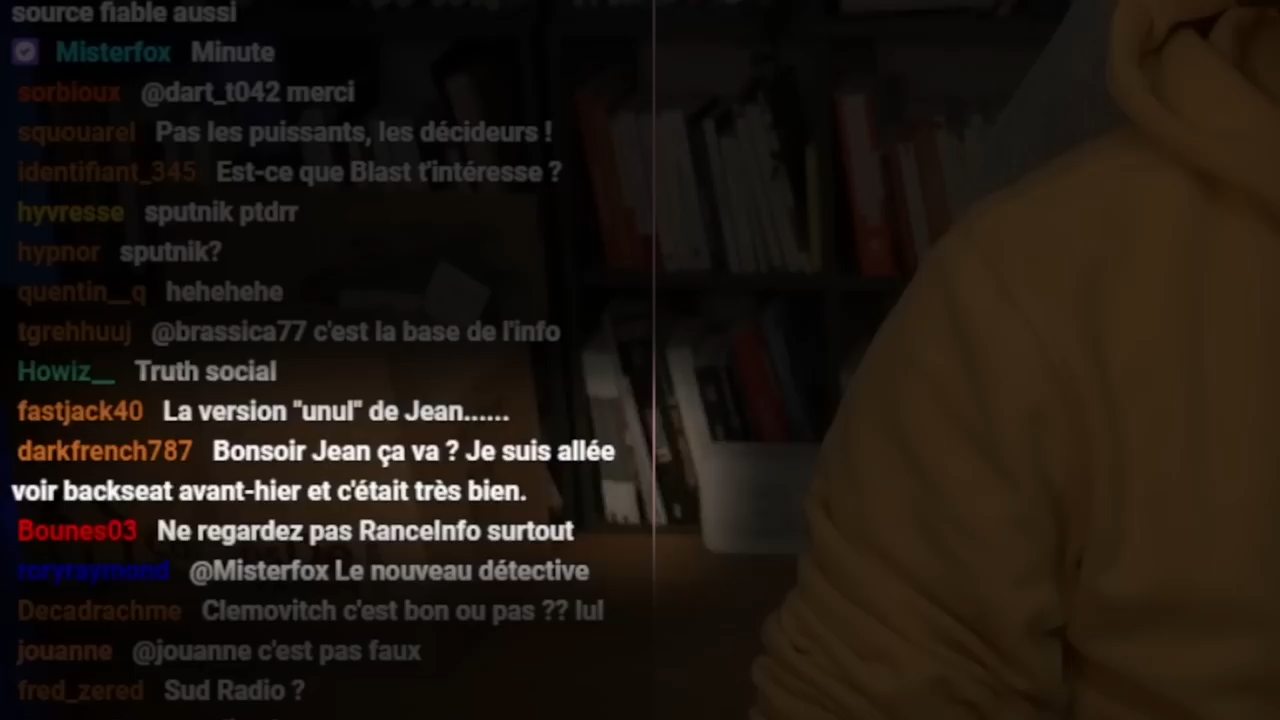 source fiable aussi
Misterfox Minute
sorbioux @dart_t042 merci
squouarel Pas les puissants, les décideurs !
identifiant_345 Est-ce que Blast t'intéresse ?
hyvresse sputnik ptdrr
hypnor sputnik?
quentin__q hehehehe
tgrehhuuj @brassica77 c'est la base de l'info
Howiz__ Truth social
fastjack40 La version "unul" de Jean......
darkfrench787 Bonsoir Jean ça va ? Je suis allée
voir backseat avant-hier et c'était très bien.
Bounes03 Ne regardez pas RanceInfo surtout
roryraymond @Misterfox Le nouveau détective
Decadrachme Clemovitch c'est bon ou pas ?? lul
jouanne @jouanne c'est pas faux
fred_zered Sud Radio ?